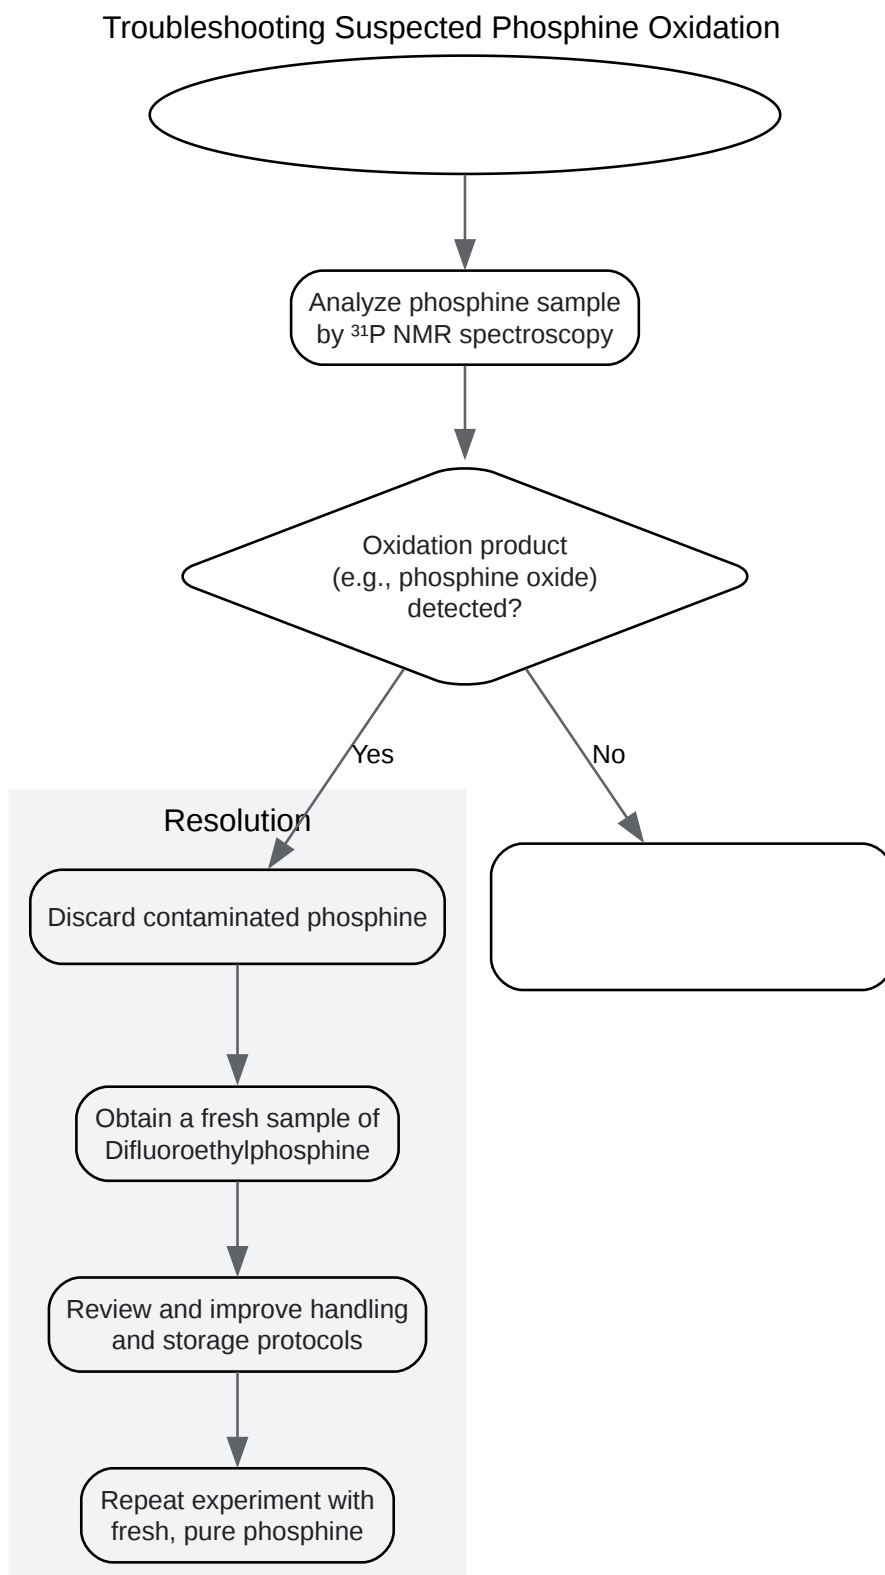 Troubleshooting Suspected Phosphine Oxidation
Analyze phosphine sample
by ³¹P NMR spectroscopy
Oxidation product
(e.g., phosphine oxide)
detected?
Yes
No
Resolution
Discard contaminated phosphine
Obtain a fresh sample of
Difluoroethylphosphine
Review and improve handling
and storage protocols
Repeat experiment with
fresh, pure phosphine